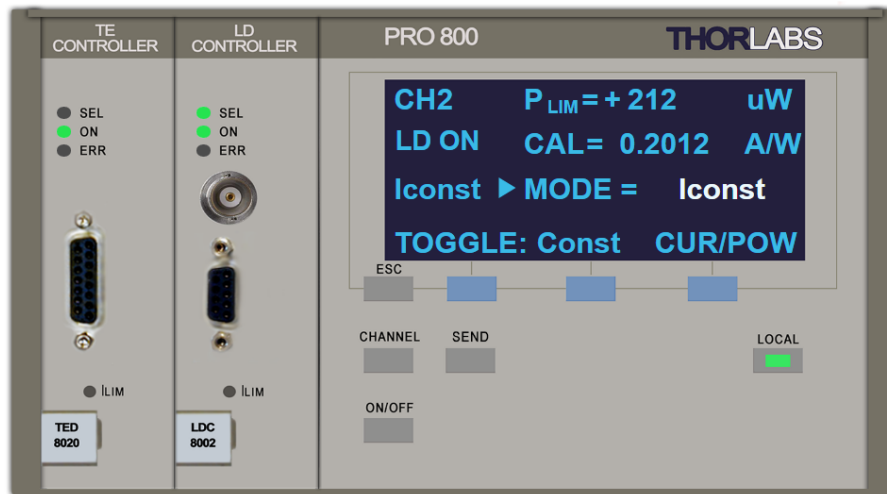 TE
CONTROLLER
LD
CONTROLLER
PRO 800
THORLABS
SEL
ON
ERR
SEL
ON
ERR
CH2 PLIM = + 212 uW
LD ON CAL = 0.2012 A/W
Iconst ▶ MODE = Iconst
TOGGLE: Const CUR/POW
ESC
CHANNEL SEND
LOCAL
ON/OFF
ILIM
ILIM
TED
8020
LDC
8002